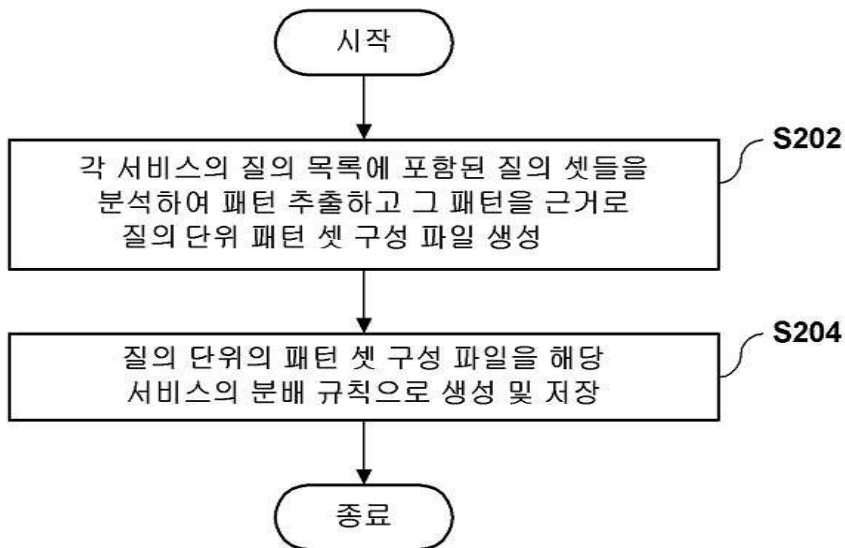 시작
S202
각 서비스의 질의 목록에 포함된 질의 셋들을
분석하여 패턴 추출하고 그 패턴을 근거로
질의 단위 패턴 셋 구성 파일 생성
S204
질의 단위의 패턴 셋 구성 파일을 해당
서비스의 분배 규칙으로 생성 및 저장
종료